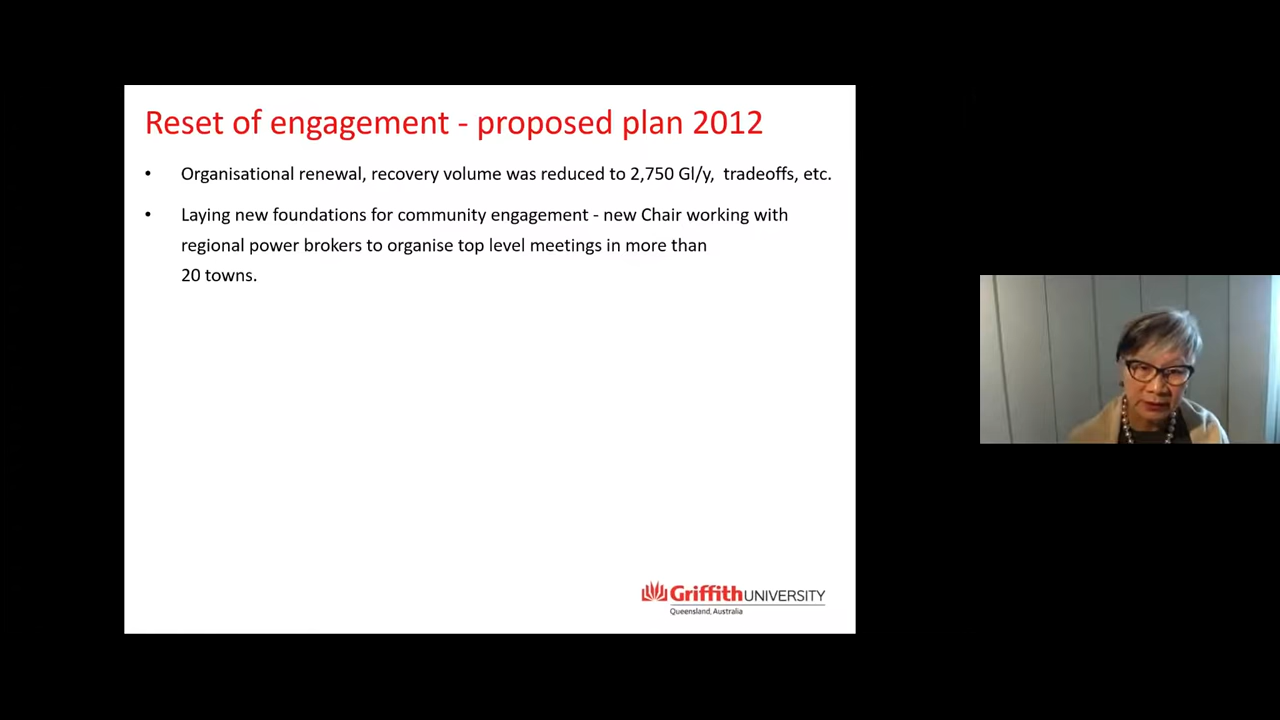 Reset of engagement - proposed plan 2012
• Organisational renewal, recovery volume was reduced to 2,750 Gl/y, tradeoffs, etc.
• Laying new foundations for community engagement - new Chair working with
regional power brokers to organise top level meetings in more than
20 towns.
Griffith UNIVERSITY
Queensland, Australia